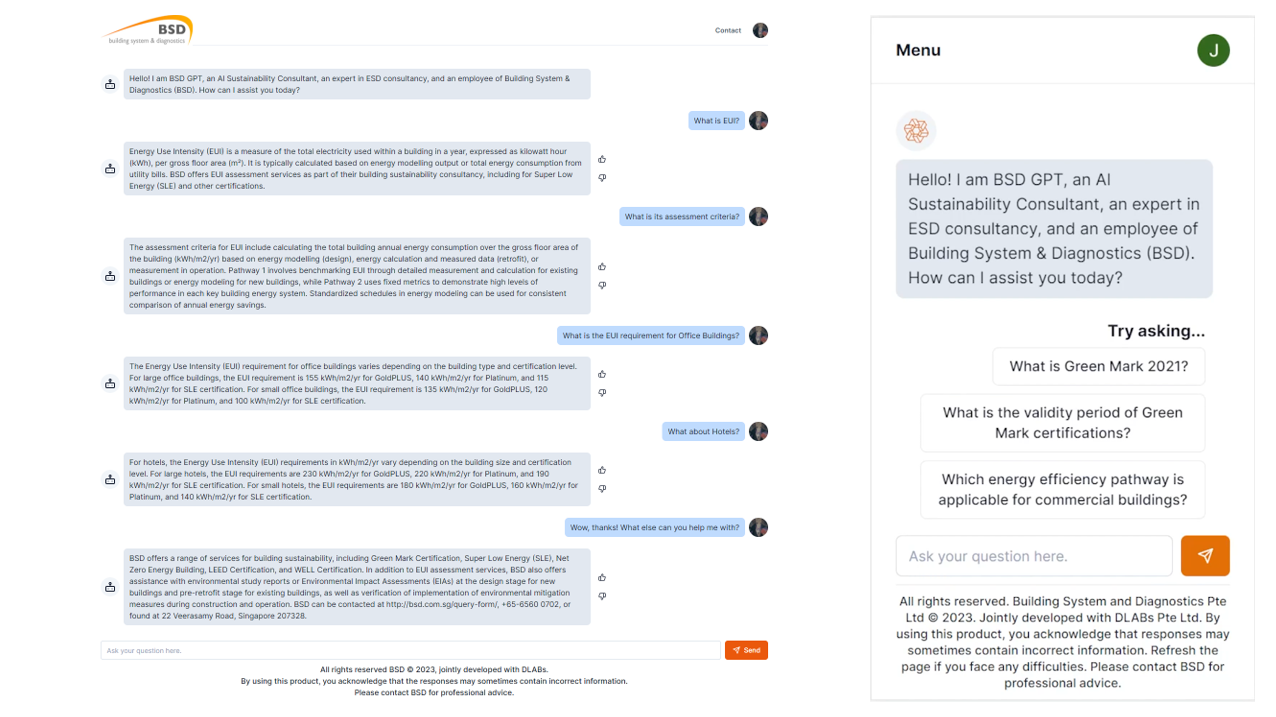 BSD
building system & diagnostics
Contact
Hello! I am BSD GPT, an AI Sustainability Consultant, an expert in ESD consultancy, and an employee of Building System &
Diagnostics (BSD). How can I assist you today?
What is EUI?
Energy Use Intensity (EUI) is a measure of the total electricity used within a building in a year, expressed as kilowatt hour
(kWh), per gross floor area (m²). It is typically calculated based on energy modelling output or total energy consumption from
utility bills. BSD offers EUI assessment services as part of their building sustainability consultancy, including for Super Low
Energy (SLE) and other certifications.
What is its assessment criteria?
The assessment criteria for EUI include calculating the total building annual energy consumption over the gross floor area of
the building (kWh/m2/yr) based on energy modelling (design), energy calculation and measured data (retrofit), or
measurement in operation. Pathway 1 involves benchmarking EUI through detailed measurement and calculation for existing
buildings or energy modeling for new buildings, while Pathway 2 uses fixed metrics to demonstrate high levels of
performance in each key building energy system. Standardized schedules in energy modeling can be used for consistent
comparison of annual energy savings.
What is the EUI requirement for Office Buildings?
The Energy Use Intensity (EUI) requirement for office buildings varies depending on the building type and certification level.
For large office buildings, the EUI requirement is 155 kWh/m2/yr for GoldPLUS, 140 kWh/m2/yr for Platinum, and 115
kWh/m2/yr for SLE certification. For small office buildings, the EUI requirement is 135 kWh/m2/yr for GoldPLUS, 120
kWh/m2/yr for Platinum, and 100 kWh/m2/yr for SLE certification.
What about Hotels?
For hotels, the Energy Use Intensity (EUI) requirements in kWh/m2/yr vary depending on the building size and certification
level. For large hotels, the EUI requirements are 230 kWh/m2/yr for GoldPLUS, 220 kWh/m2/yr for Platinum, and 190
kWh/m2/yr for SLE certification. For small hotels, the EUI requirements are 180 kWh/m2/yr for GoldPLUS, 160 kWh/m2/yr for
Platinum, and 140 kWh/m2/yr for SLE certification.
Wow, thanks! What else can you help me with?
BSD offers a range of services for building sustainability, including Green Mark Certification, Super Low Energy (SLE), Net
Zero Energy Building, LEED Certification, and WELL Certification. In addition to EUI assessment services, BSD also offers
assistance with environmental study reports or Environmental Impact Assessments (EIAs) at the design stage for new
buildings and pre-retrofit stage for existing buildings, as well as verification of implementation of environmental mitigation
measures during construction and operation. BSD can be contacted at http://bsd.com.sg/query-form/, +65-6560 0702, or
found at 22 Veerasamy Road, Singapore 207328.
Ask your question here.
Send
All rights reserved BSD © 2023, jointly developed with DLABs.
By using this product, you acknowledge that the responses may sometimes contain incorrect information.
Please contact BSD for professional advice.
Menu
J
Hello! I am BSD GPT, an AI
Sustainability Consultant, an expert in
ESD consultancy, and an employee of
Building System & Diagnostics (BSD).
How can I assist you today?
Try asking...
What is Green Mark 2021?
What is the validity period of Green
Mark certifications?
Which energy efficiency pathway is
applicable for commercial buildings?
Ask your question here.
All rights reserved. Building System and Diagnostics Pte
Ltd © 2023. Jointly developed with DLABs Pte Ltd. By
using this product, you acknowledge that responses may
sometimes contain incorrect information. Refresh the
page if you face any difficulties. Please contact BSD for
professional advice.